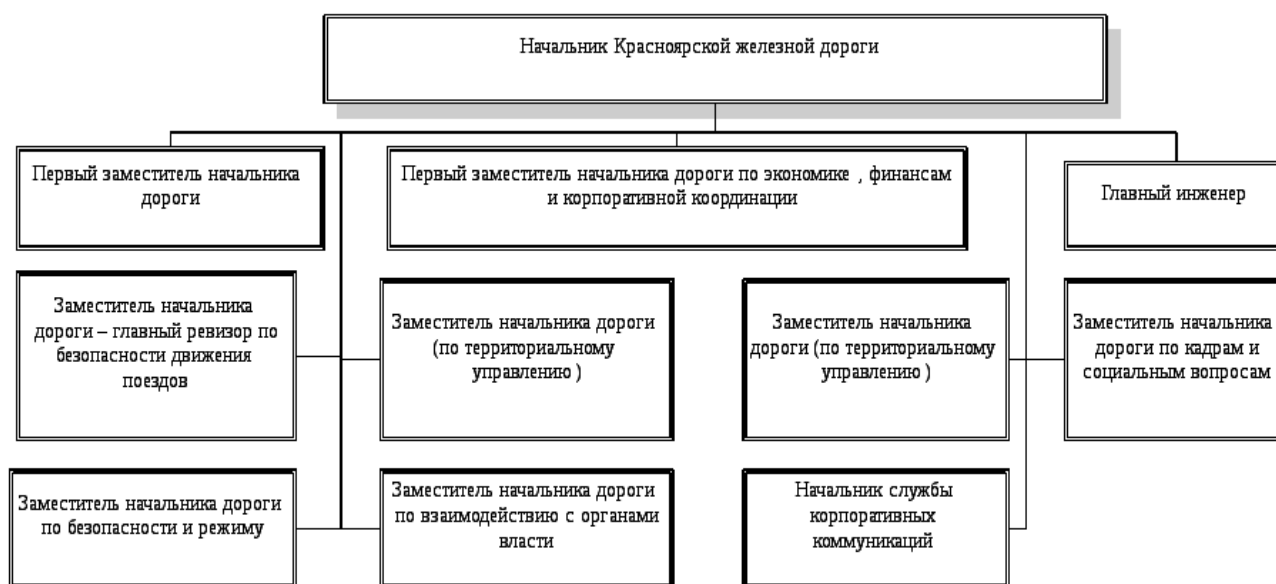 Начальник Красноярской железной дороги
Первый заместитель начальника
дороги
Первый заместитель начальника дороги по экономике , финансам
и корпоративной координации
Главный инженер
Заместитель начальника
дороги – главный ревизор по
безопасности движения
поездов
Заместитель начальника дороги
(по территориальному
управлению )
Заместитель начальника
дороги (по территориальному
управлению )
Заместитель начальника
дороги по кадрам и
социальным вопросам
Заместитель начальника дороги
по безопасности и режиму
Заместитель начальника дороги
по взаимодействию с органами
власти
Начальник службы
корпоративных
коммуникаций